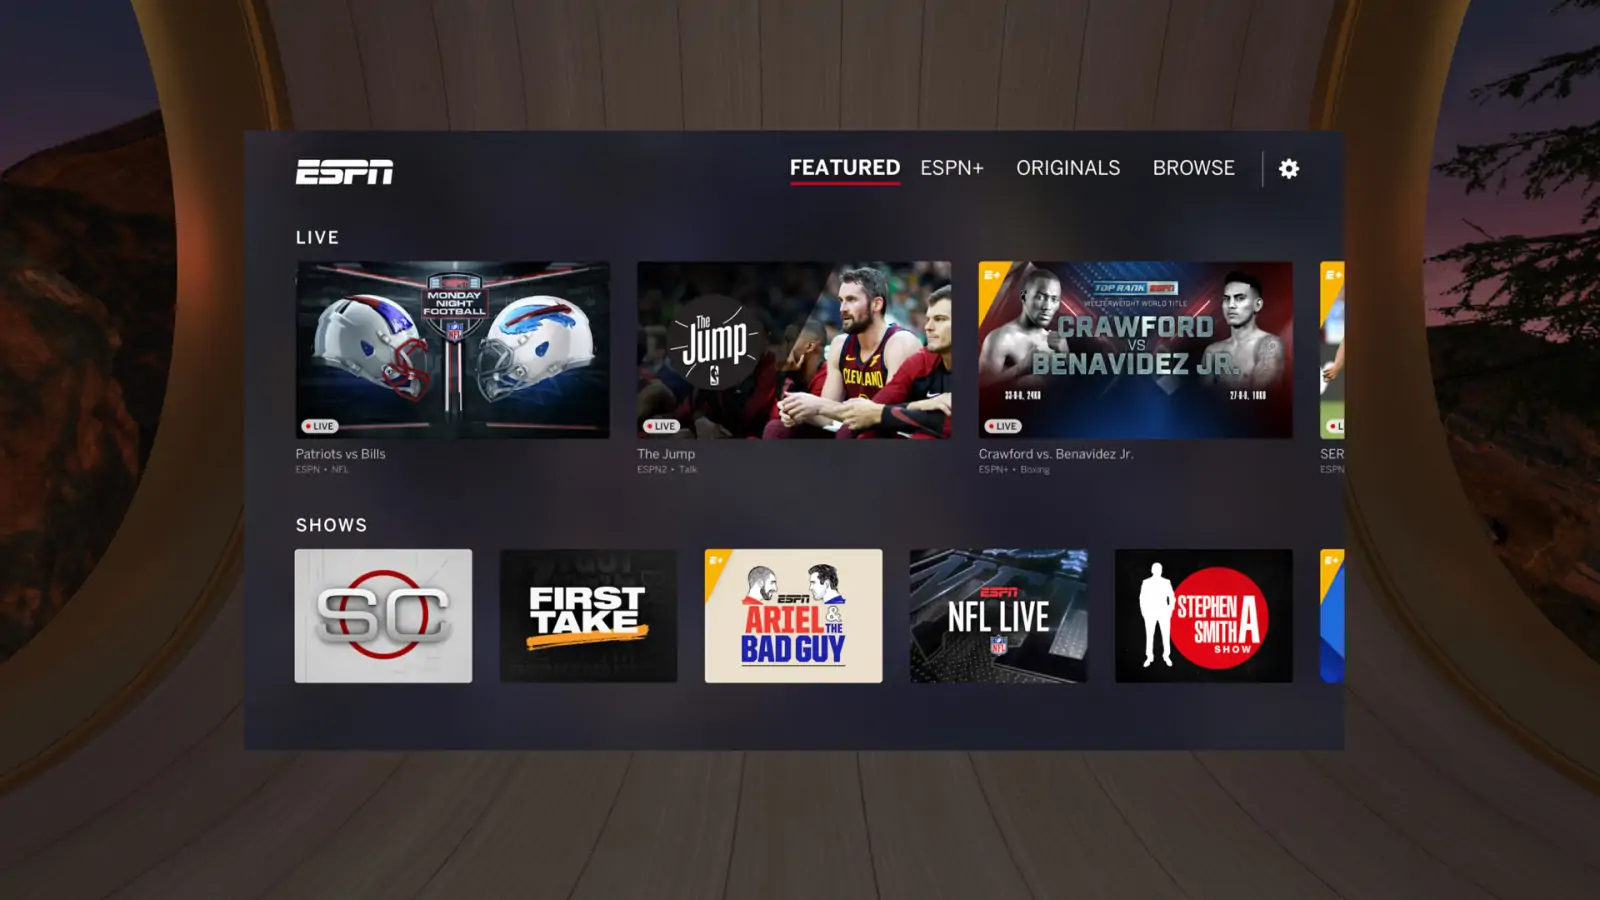 ESPN
FEATURED
ESPN+
ORIGINALS
BROWSE
LIVE
ESPN
MONDAY
NIGHT
FOOTBALL
NFL
LIVE
Patriots vs Bills
ESPN • NFL
The
Jump
CLEVELAND
LIVE
The Jump
ESPN2 • Talk
E+
TOP RANK ESPN
WELTERWEIGHT WORLD TITLE
CRAWFORD
VS
BENAVIDEZ JR.
LIVE
Crawford vs. Benavidez Jr.
ESPN+ • Boxing
E+
L
SER
ESPN
SHOWS
SC
FIRST
TAKE
E+
ESPN
ARIEL &
THE
BAD GUY
ESPN
NFL LIVE
NFL
STEPHEN
SMITH A
SHOW
E+